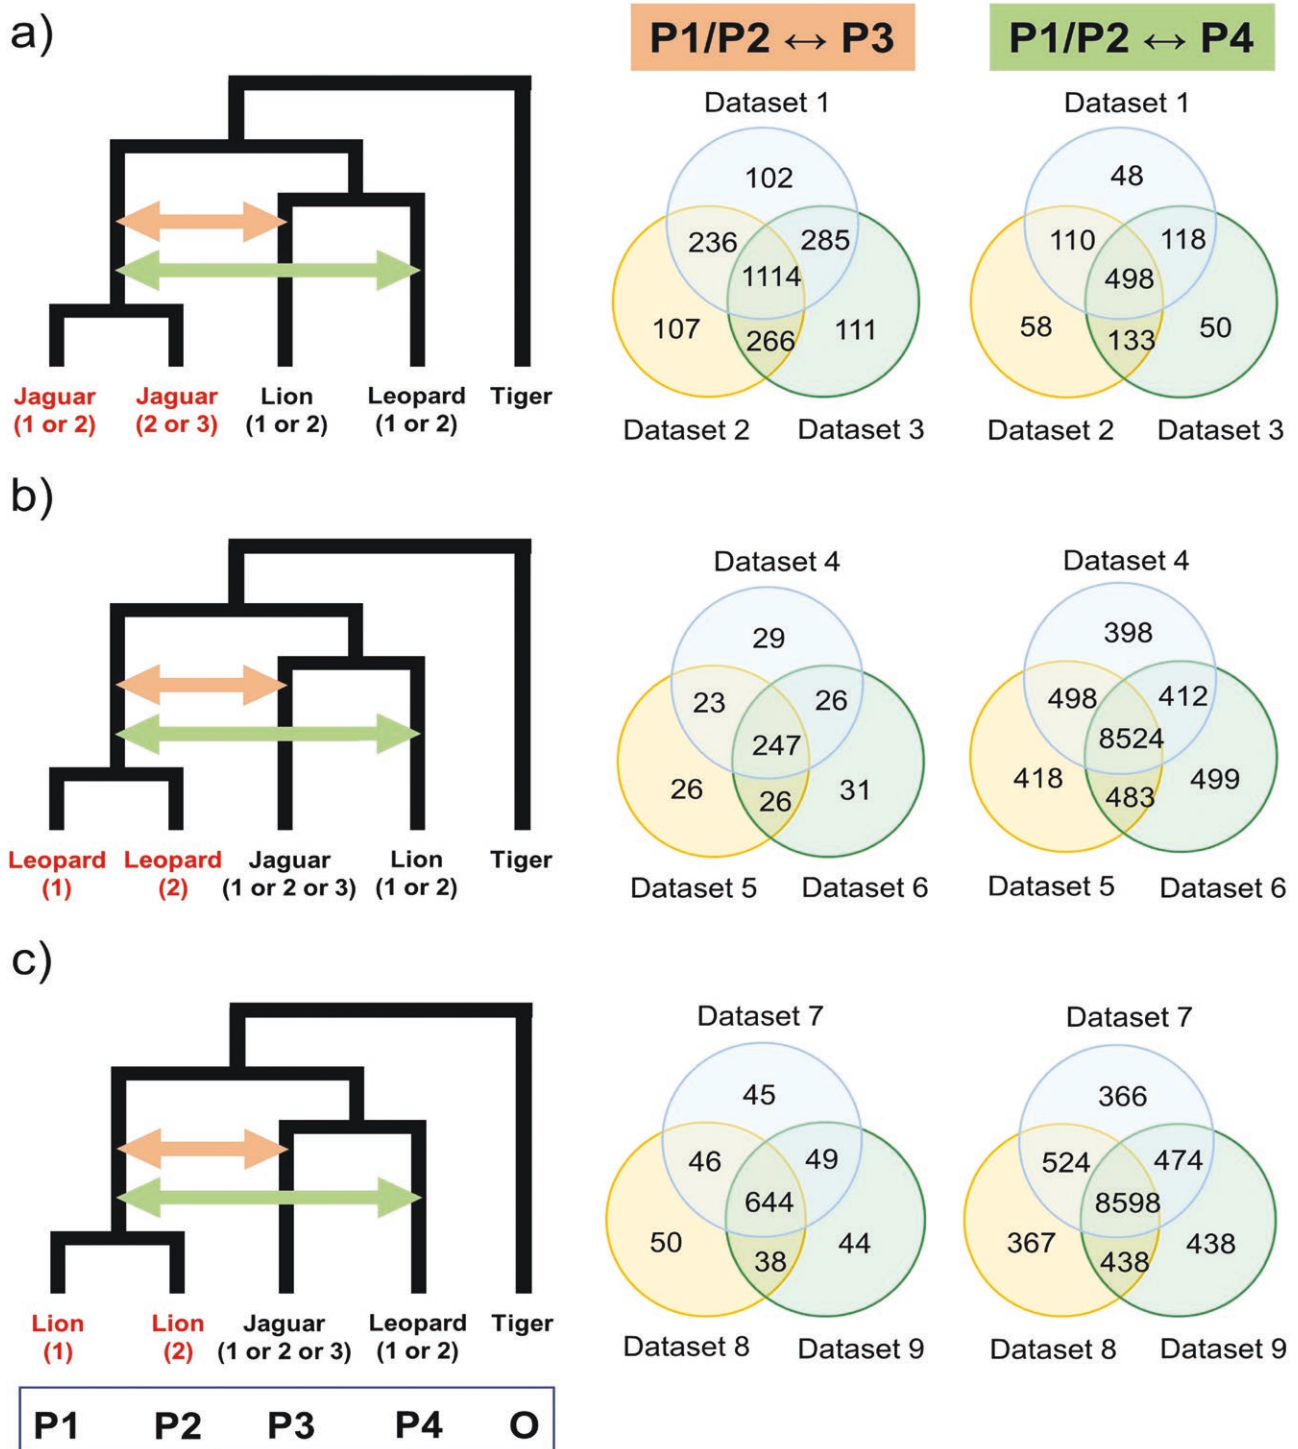 a)
P1/P2 ↔ P3
P1/P2 ↔ P4
Dataset 1
Dataset 1
102
48
236
285
110
118
1114
498
107
111
58
50
266
133
Jaguar
Jaguar
Lion
Leopard
Tiger
(1 or 2)
(2 or 3)
(1 or 2)
(1 or 2)
Dataset 2
Dataset 3
Dataset 2
Dataset 3
b)
Dataset 4
Dataset 4
29
398
23
26
498
412
247
8524
26
31
418
499
26
483
Leopard
Leopard
Jaguar
Lion
Tiger
(1)
(2)
(1 or 2 or 3)
(1 or 2)
Dataset 5
Dataset 6
Dataset 5
Dataset 6
c)
Dataset 7
Dataset 7
45
366
46
49
524
474
644
8598
50
44
367
438
38
438
Lion
Lion
Jaguar
Leopard
Tiger
(1)
(2)
(1 or 2 or 3)
(1 or 2)
Dataset 8
Dataset 9
Dataset 8
Dataset 9
P1 P2 P3 P4 O